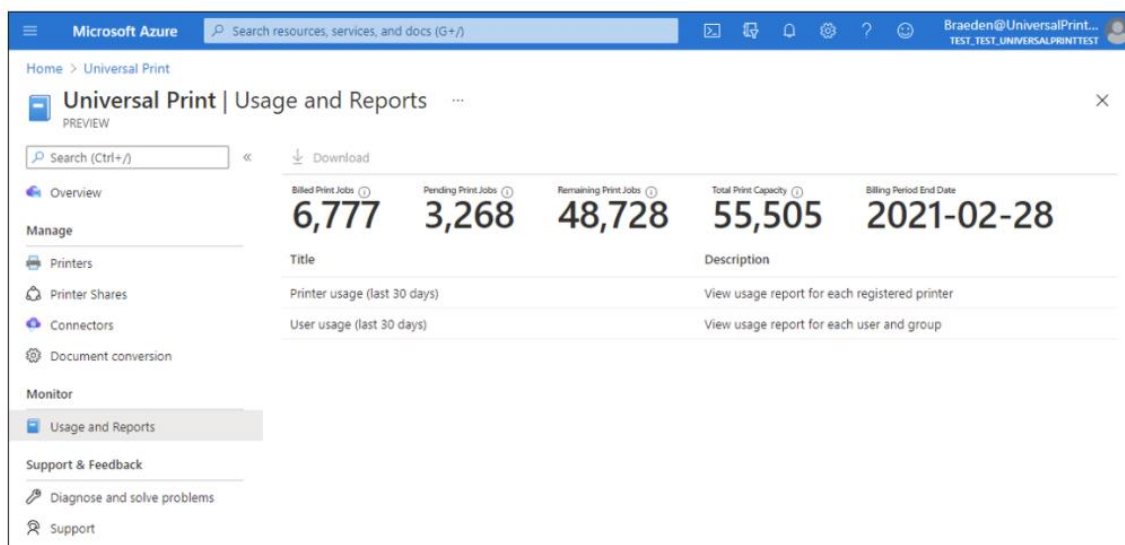 Microsoft Azure
Search resources, services, and docs (G+/)
Braeden@UniversalPrint...
TEST_TEST_UNIVERSALPRINTTEST
Home > Universal Print
Universal Print | Usage and Reports ...
PREVIEW
Search (Ctrl+/)
«
Download
Overview
Manage
Printers
Printer Shares
Connectors
Document conversion
Monitor
Usage and Reports
Support & Feedback
Diagnose and solve problems
Support
Billed Print Jobs
6,777
Pending Print Jobs
3,268
Remaining Print Jobs
48,728
Total Print Capacity
55,505
Billing Period End Date
2021-02-28
Title Description
Printer usage (last 30 days) View usage report for each registered printer
User usage (last 30 days) View usage report for each user and group